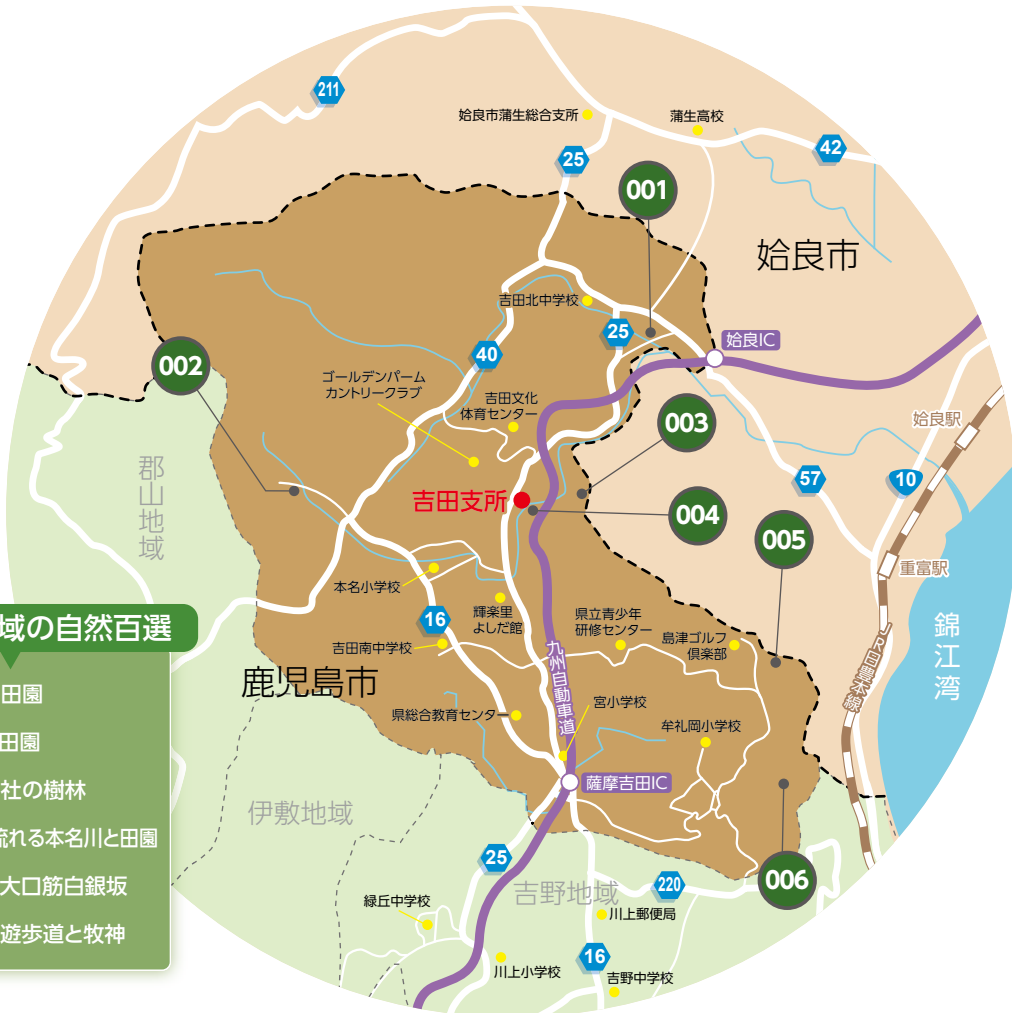 211
姶良市蒲生総合支所
蒲生高校
42
25
001
姶良市
吉田北中学校
25
姶良IC
40
002
ゴールデンパーム
カントリークラブ
吉田文化
体育センター
003
姶良駅
57
10
吉田支所
004
005
郡山地域
重富駅
本名小学校
輝楽里
よしだ館
県立青少年
研修センター
島津ゴルフ
倶楽部
16
吉田南中学校
九州自動車道
JR日豊本線
錦江湾
域の自然百選
田園
田園
社の樹林
流れる本名川と田園
大口筋白銀坂
遊歩道と牧神
鹿児島市
県総合教育センター
宮小学校
牟礼岡小学校
薩摩吉田IC
伊敷地域
25
吉野地域
220
006
緑丘中学校
川上郵便局
川上小学校
16
吉野中学校